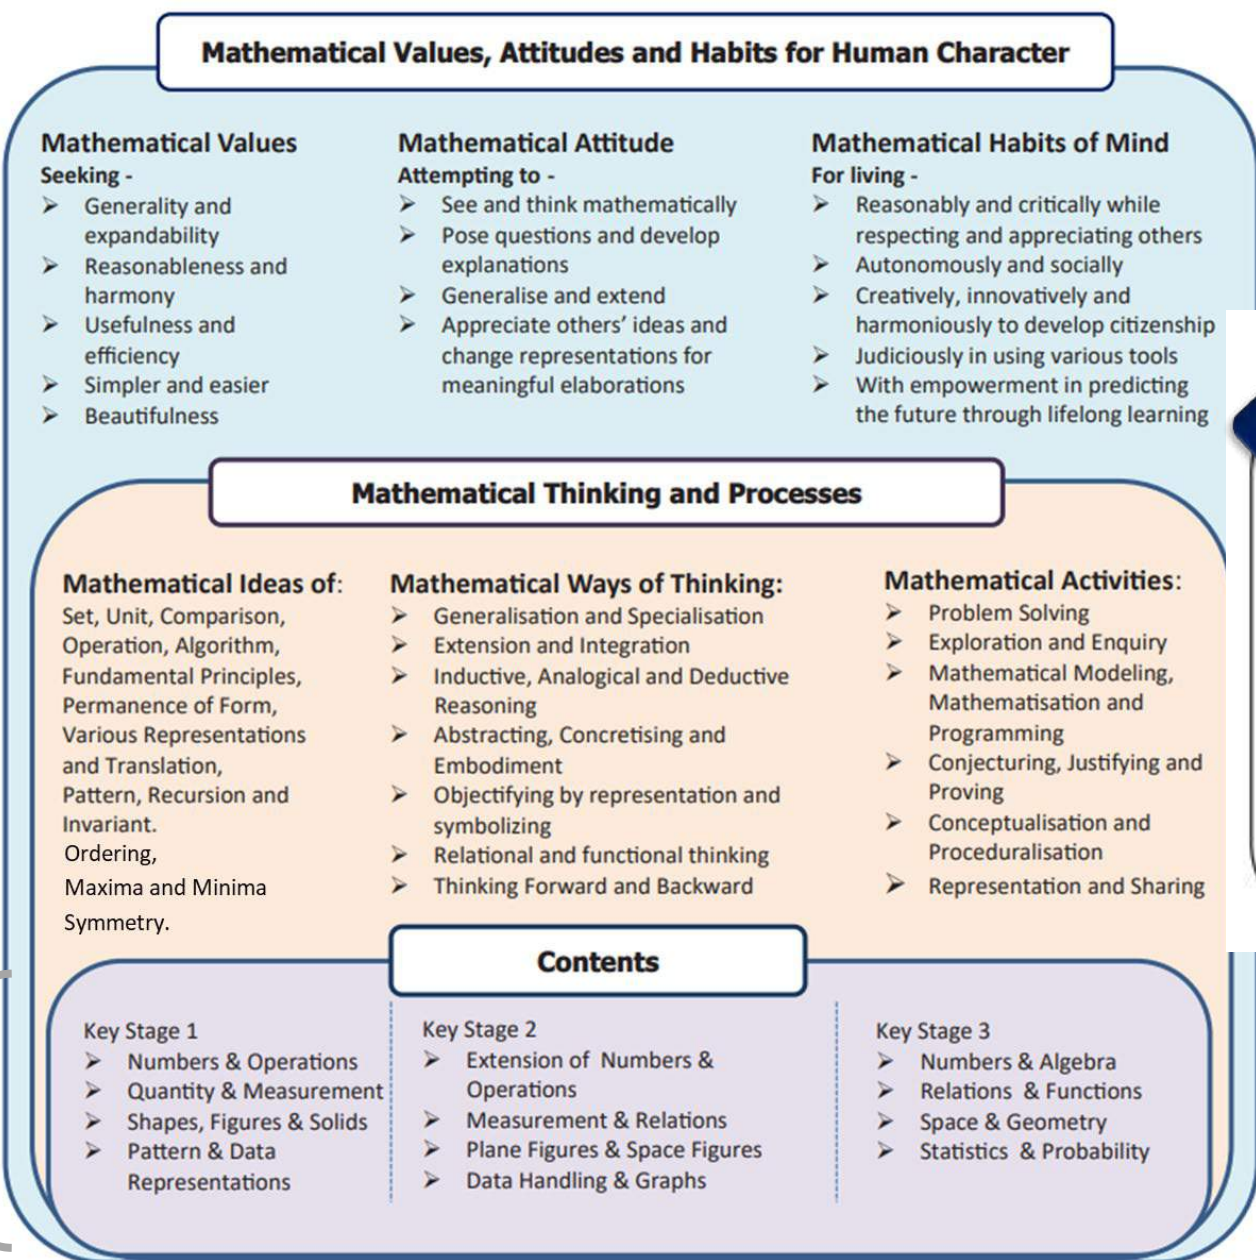 Mathematical Values, Attitudes and Habits for Human Character
Mathematical Values
Seeking -
➢ Generality and
expandability
➢ Reasonableness and
harmony
➢ Usefulness and
efficiency
➢ Simpler and easier
➢ Beautifulness
Mathematical Attitude
Attempting to -
➢ See and think mathematically
➢ Pose questions and develop
explanations
➢ Generalise and extend
➢ Appreciate others' ideas and
change representations for
meaningful elaborations
Mathematical Habits of Mind
For living -
➢ Reasonably and critically while
respecting and appreciating others
➢ Autonomously and socially
➢ Creatively, innovatively and
harmoniously to develop citizenship
➢ Judiciously in using various tools
➢ With empowerment in predicting
the future through lifelong learning
Mathematical Thinking and Processes
Mathematical Ideas of:
Set, Unit, Comparison,
Operation, Algorithm,
Fundamental Principles,
Permanence of Form,
Various Representations
and Translation,
Pattern, Recursion and
Invariant.
Ordering,
Maxima and Minima
Symmetry.
Mathematical Ways of Thinking:
➢ Generalisation and Specialisation
➢ Extension and Integration
➢ Inductive, Analogical and Deductive
Reasoning
➢ Abstracting, Concretising and
Embodiment
➢ Objectifying by representation and
symbolizing
➢ Relational and functional thinking
➢ Thinking Forward and Backward
Mathematical Activities:
➢ Problem Solving
➢ Exploration and Enquiry
➢ Mathematical Modeling,
Mathematisation and
Programming
➢ Conjecturing, Justifying and
Proving
➢ Conceptualisation and
Proceduralisation
➢ Representation and Sharing
Contents
Key Stage 1
➢ Numbers & Operations
➢ Quantity & Measurement
➢ Shapes, Figures & Solids
➢ Pattern & Data
Representations
Key Stage 2
➢ Extension of Numbers &
Operations
➢ Measurement & Relations
➢ Plane Figures & Space Figures
➢ Data Handling & Graphs
Key Stage 3
➢ Numbers & Algebra
➢ Relations & Functions
➢ Space & Geometry
➢ Statistics & Probability